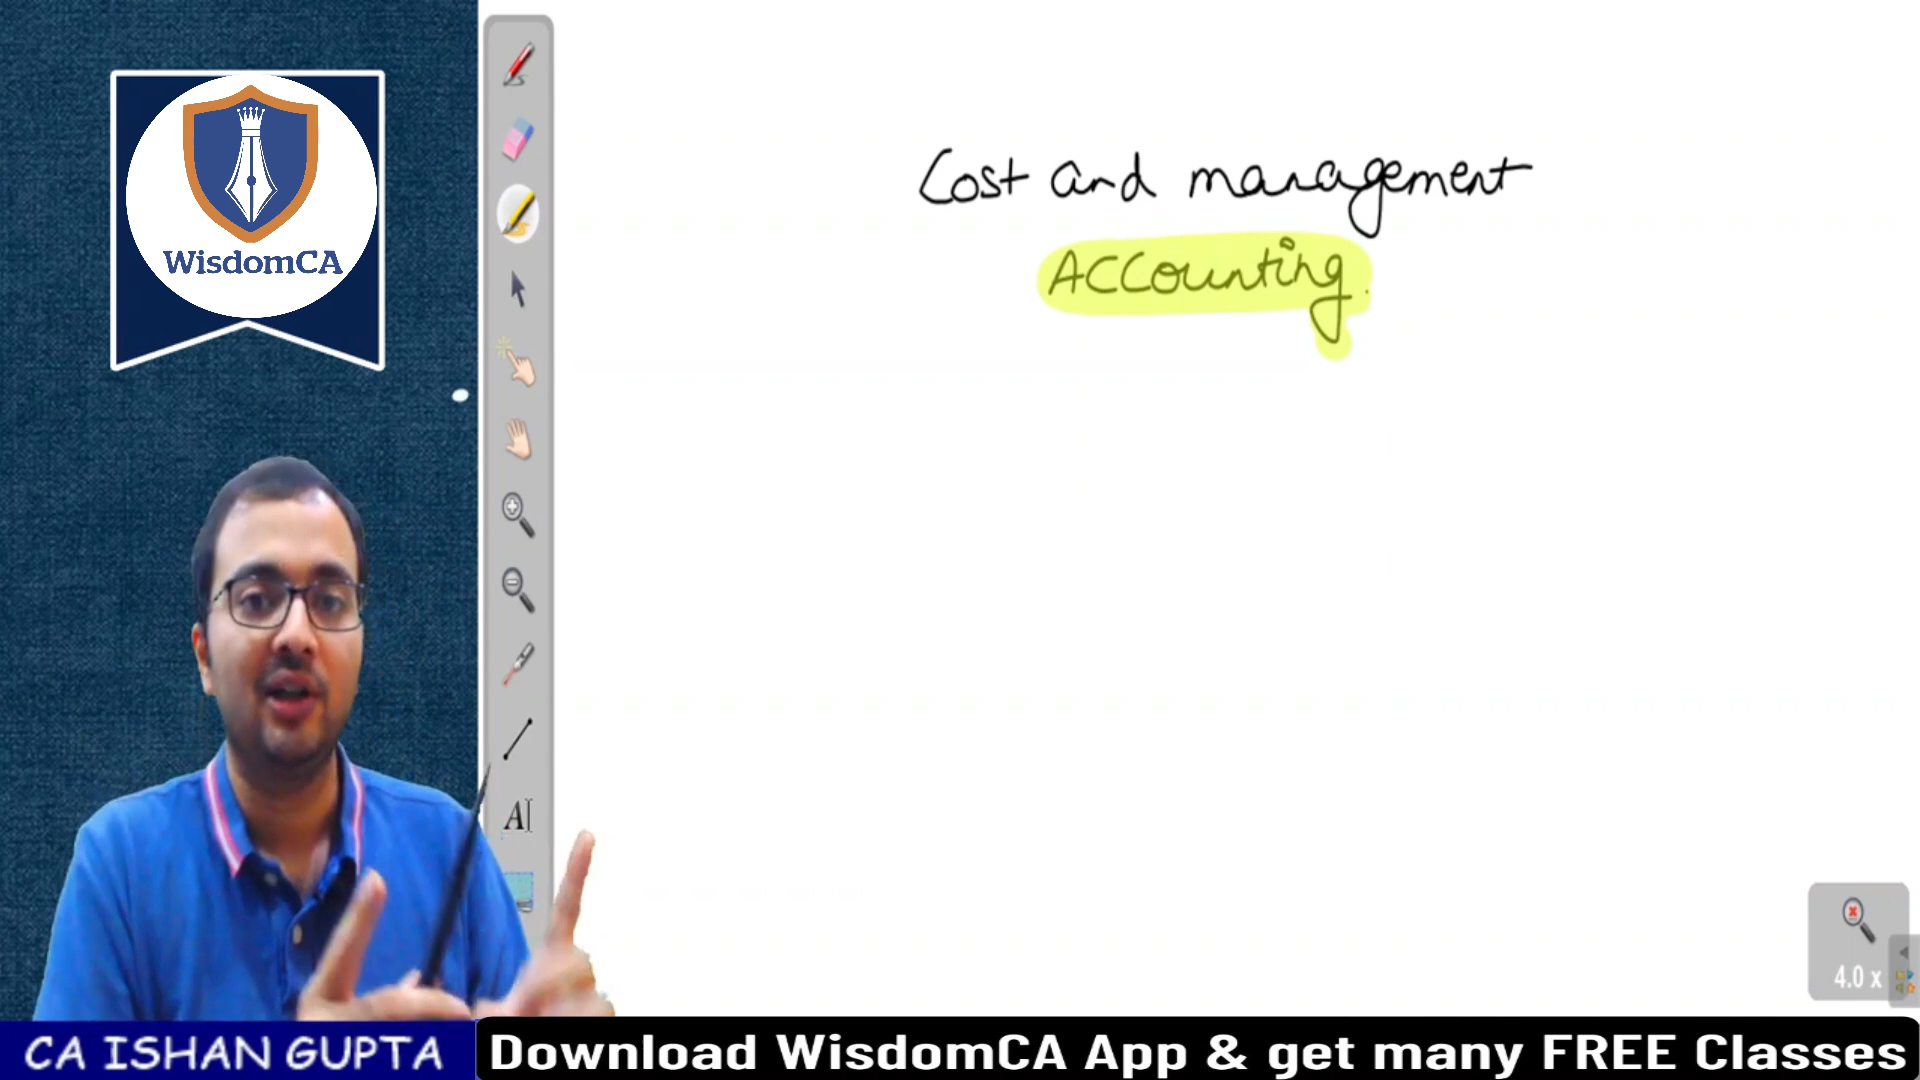 WisdomCA
Cost and management
ACCounting.
A
4.0 x
CA ISHAN GUPTA
Download WisdomCA App & get many FREE Classes